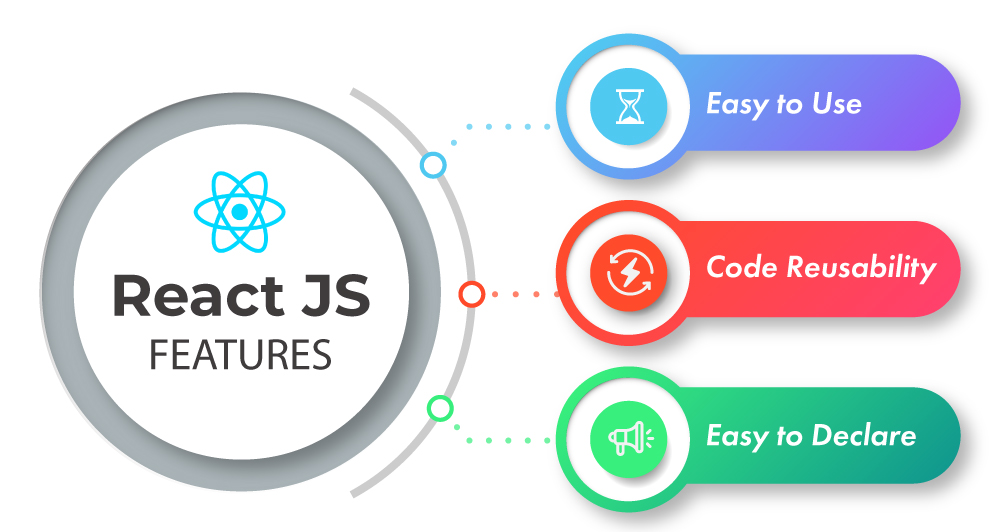 React JS
FEATURES
Easy to Use
Code Reusability
Easy to Declare